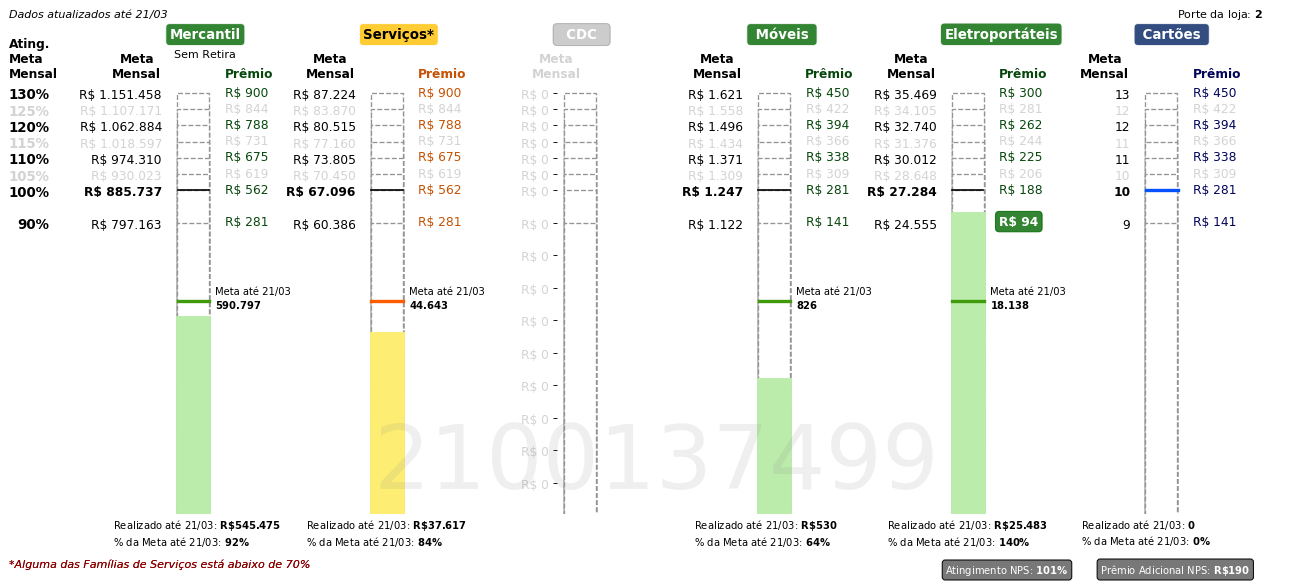 Dados atualizados até 21/03
Porte da loja: 2
Mercantil
Serviços*
CDC
Móveis
Eletroportáteis
Cartões
Ating. Meta Mensal
Sem Retira
Meta Mensal Prêmio
Meta Mensal Prêmio
Meta Mensal
Meta Mensal Prêmio
Meta Mensal Prêmio
Meta Mensal Prêmio
130% R$ 1.151.458 R$ 900 R$ 87.224 R$ 900 R$ 0 R$ 1.621 R$ 450 R$ 35.469 R$ 300 13 R$ 450
125% R$ 1.107.171 R$ 844 R$ 83.870 R$ 844 R$ 0 R$ 1.558 R$ 422 R$ 34.105 R$ 281 12 R$ 422
120% R$ 1.062.884 R$ 788 R$ 80.515 R$ 788 R$ 0 R$ 1.496 R$ 394 R$ 32.740 R$ 262 12 R$ 394
115% R$ 1.018.597 R$ 731 R$ 77.160 R$ 731 R$ 0 R$ 1.434 R$ 366 R$ 31.376 R$ 244 11 R$ 366
110% R$ 974.310 R$ 675 R$ 73.805 R$ 675 R$ 0 R$ 1.371 R$ 338 R$ 30.012 R$ 225 11 R$ 338
105% R$ 930.023 R$ 619 R$ 70.450 R$ 619 R$ 0 R$ 1.309 R$ 309 R$ 28.648 R$ 206 10 R$ 309
100% R$ 885.737 R$ 562 R$ 67.096 R$ 562 R$ 0 R$ 1.247 R$ 281 R$ 27.284 R$ 188 10 R$ 281
90% R$ 797.163 R$ 281 R$ 60.386 R$ 281 R$ 0 R$ 1.122 R$ 141 R$ 24.555 R$ 94 9 R$ 141
R$ 0
R$ 0
Meta até 21/03 Meta até 21/03 Meta até 21/03 Meta até 21/03
590.797 44.643 826 18.138
R$ 0
R$ 0
R$ 0
R$ 0
R$ 0
R$ 0
2100137499
Realizado até 21/03: R$545.475 Realizado até 21/03: R$37.617 Realizado até 21/03: R$530 Realizado até 21/03: R$25.483 Realizado até 21/03: 0
% da Meta até 21/03: 92% % da Meta até 21/03: 84% % da Meta até 21/03: 64% % da Meta até 21/03: 140% % da Meta até 21/03: 0%
*Alguma das Famílias de Serviços está abaixo de 70%
Atingimento NPS: 101%
Prêmio Adicional NPS: R$190